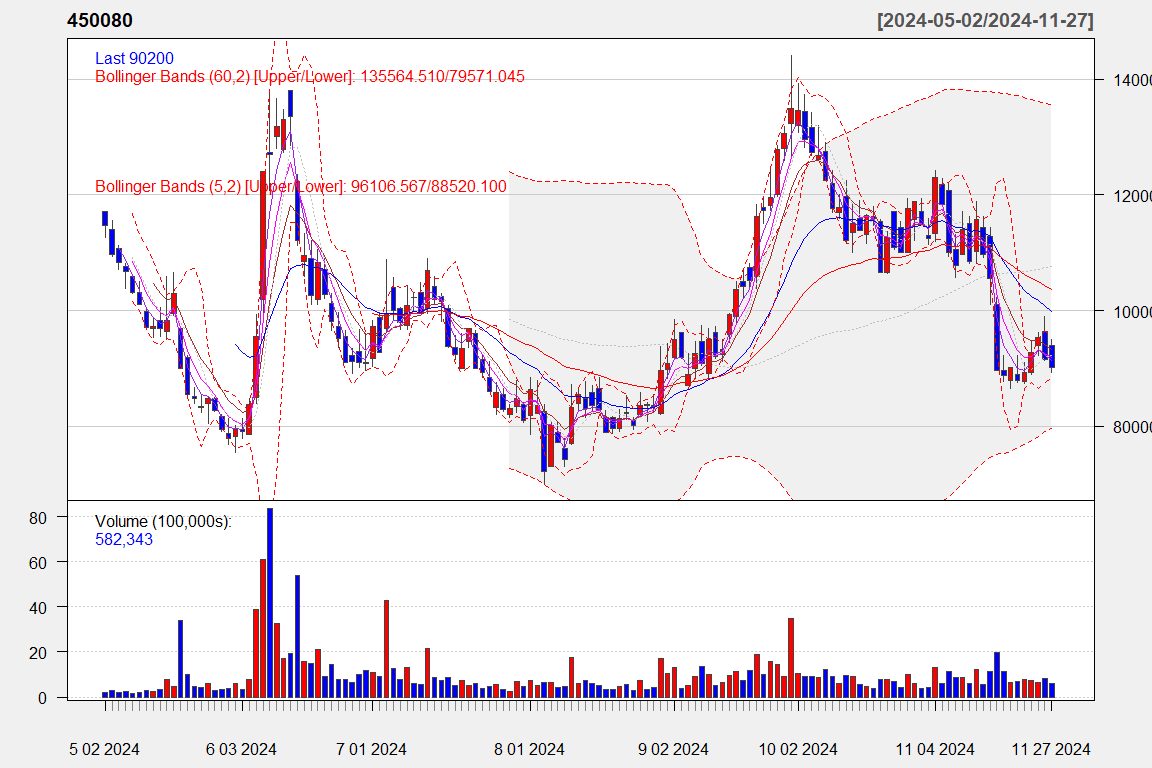 450080 [2024-05-02/2024-11-27]
Last 90200
Bollinger Bands (60,2) [Upper/Lower]: 135564.510/79571.045
14000
Bollinger Bands (5,2) [Upper/Lower]: 96106.567/88520.100
12000
10000
80000
Volume (100,000s):
582,343
80
60
40
20
0
5 02 2024 6 03 2024 7 01 2024 8 01 2024 9 02 2024 10 02 2024 11 04 2024 11 27 2024